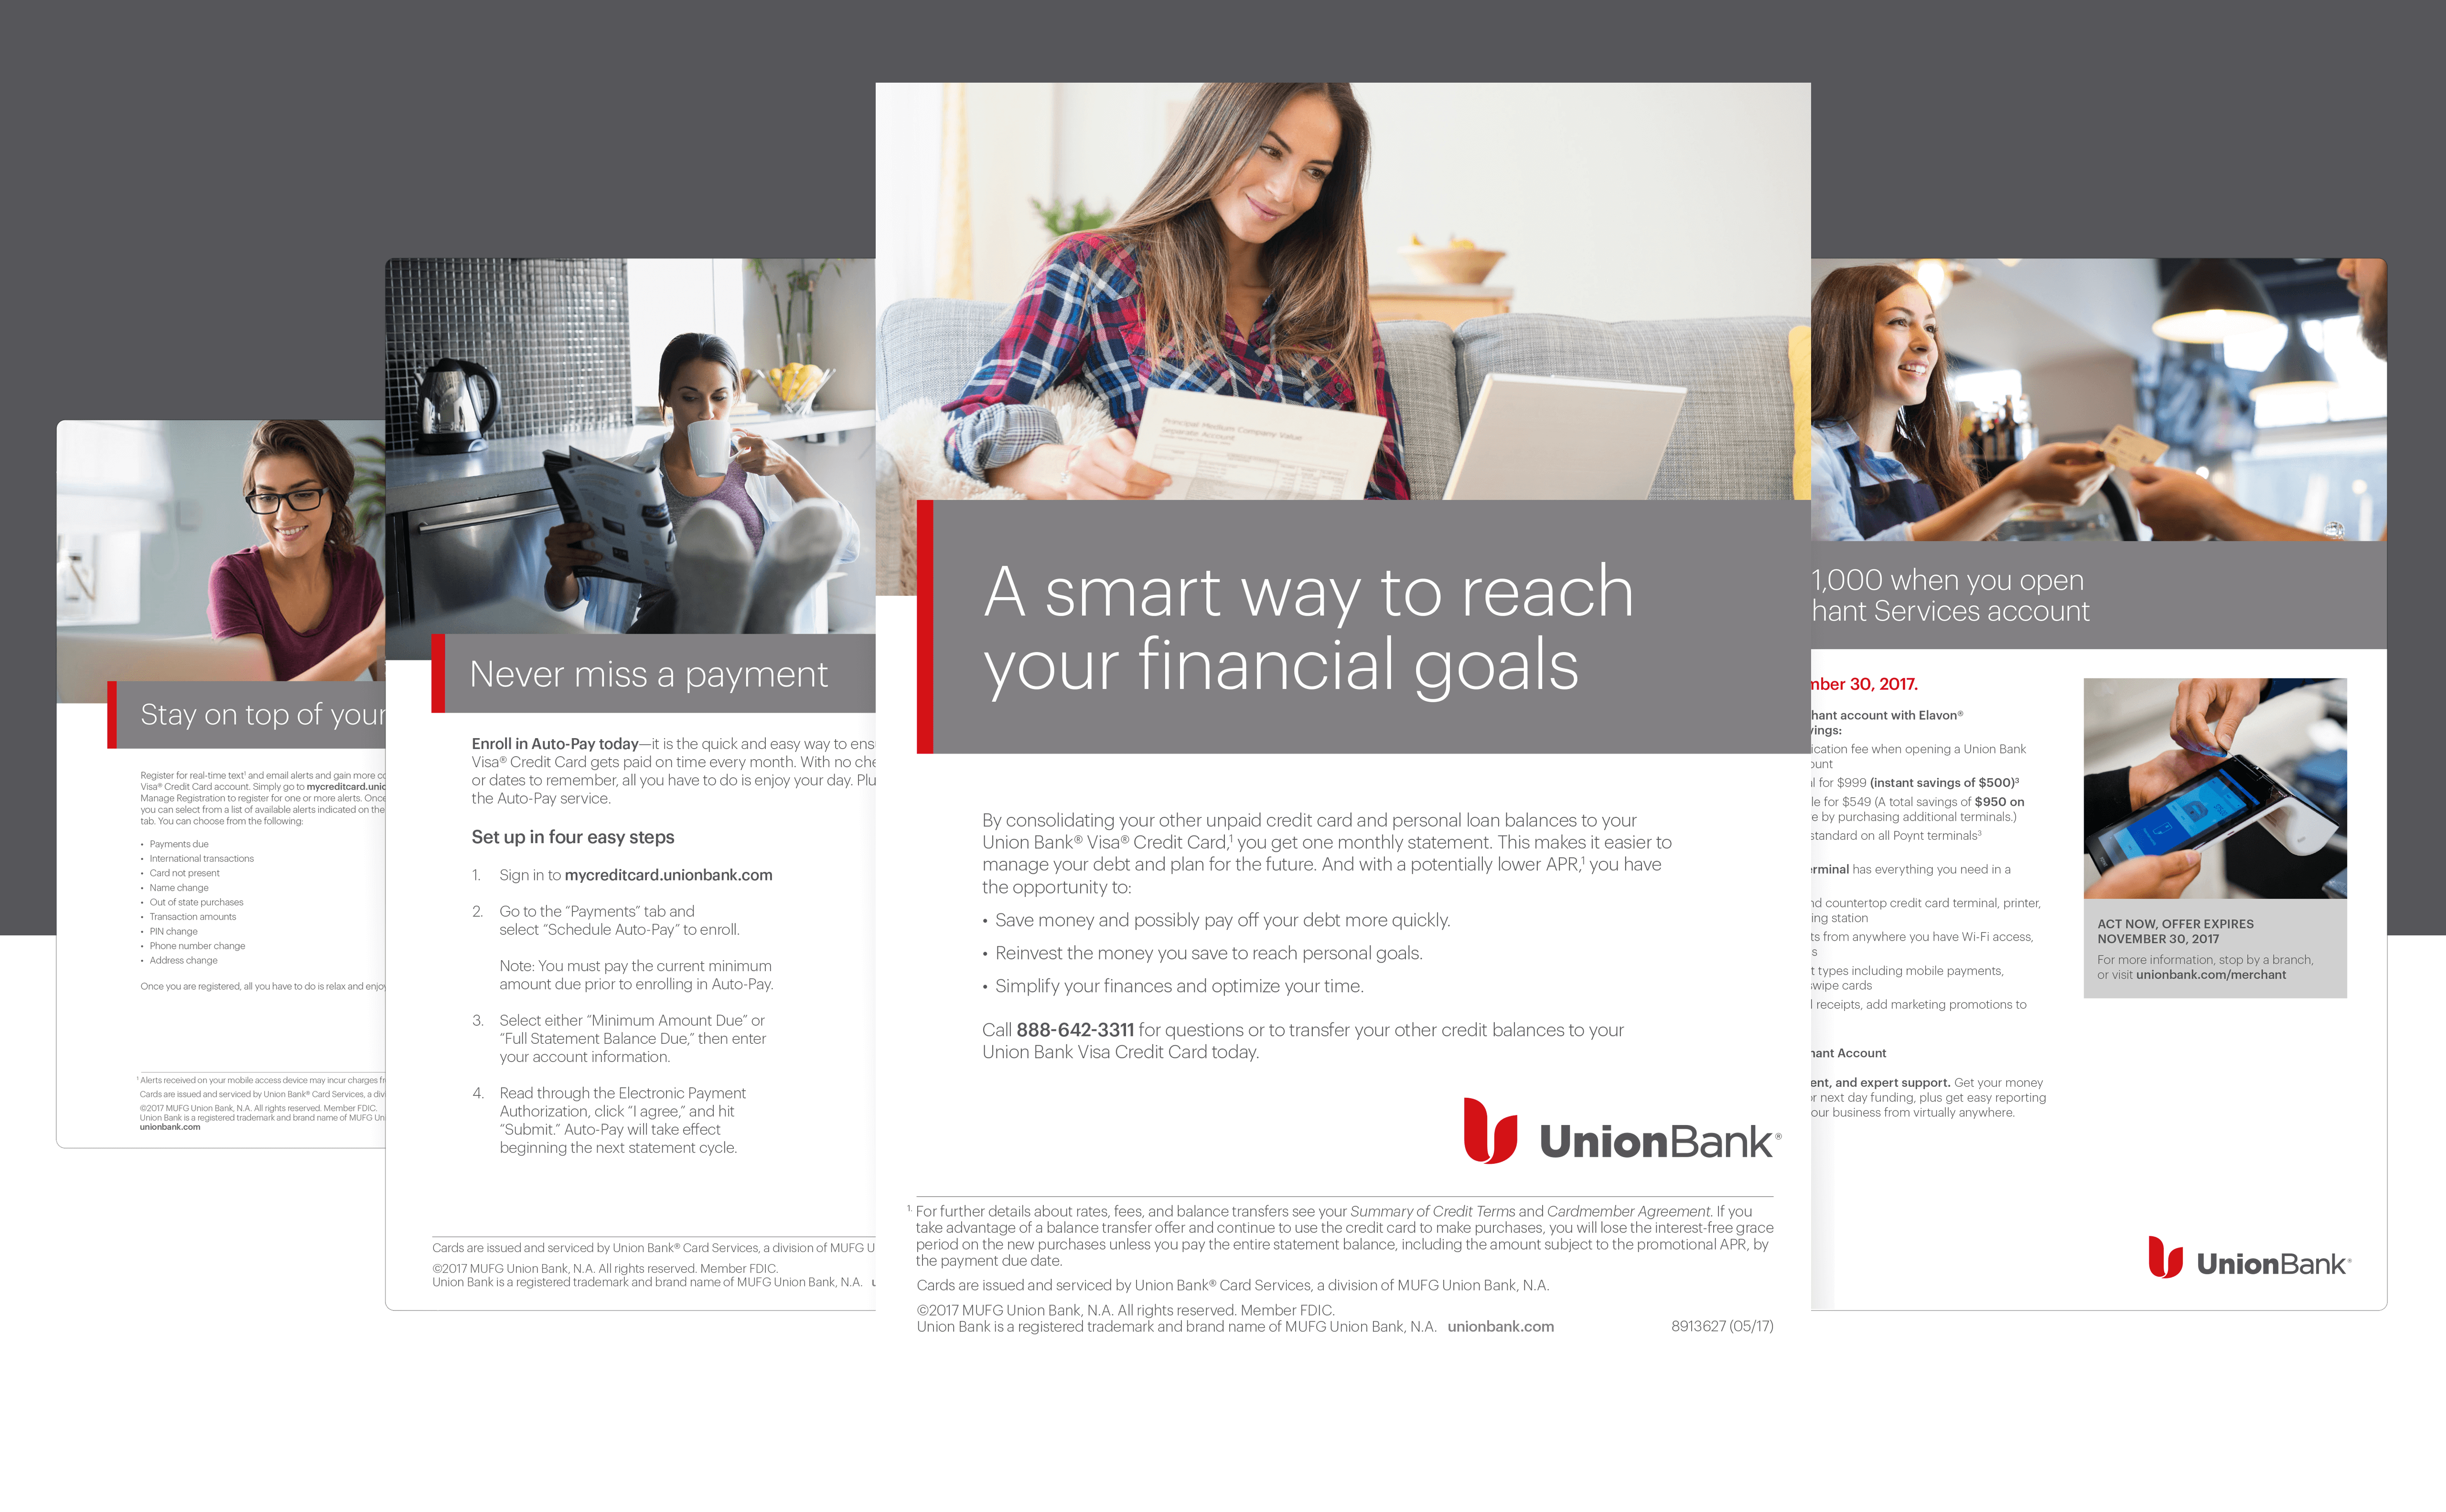 Stay on top of your
Register for real-time text¹ and email alerts and gain more
Visa® Credit Card account. Simply go to
Manage Registration to register for one or more alerts. Once
you can select from a list of available alerts indicated on the
tab. You can choose from the following:
• Payments due
• International transactions
• Card not present
• Name change
• Out of state purchases
• Transaction amounts
• PIN change
• Phone number change
• Address change
Once you are registered, all you have to do is relax and enjoy
¹ Alerts received on your mobile access device may incur charges
Cards are issued and serviced by Union Bank® Card Services, a
©2017 MUFG Union Bank, N.A. All rights reserved. Member FDIC.
Union Bank is a registered trademark and brand name of MUFG
unionbank.com
Never miss a payment
Enroll in Auto-Pay today—it is the quick and easy way to
Visa® Credit Card gets paid on time every month. With no
or dates to remember, all you have to do is enjoy your day.
the Auto-Pay service.
Set up in four easy steps
1. Sign in to mycreditcard.unionbank.com
2. Go to the “Payments” tab and
select “Schedule Auto-Pay” to enroll.
Note: You must pay the current minimum
amount due prior to enrolling in Auto-Pay.
3. Select either “Minimum Amount Due” or
“Full Statement Balance Due,” then enter
your account information.
4. Read through the Electronic Payment
Authorization, click “I agree,” and hit
“Submit.” Auto-Pay will take effect
beginning the next statement cycle.
Cards are issued and serviced by Union Bank® Card Services, a division of MUFG
©2017 MUFG Union Bank, N.A. All rights reserved. Member FDIC.
Union Bank is a registered trademark and brand name of MUFG Union Bank, N.A.
Principal Medium Company Value
Separate Account
A smart way to reach
your financial goals
By consolidating your other unpaid credit card and personal loan balances to your
Union Bank® Visa® Credit Card,¹ you get one monthly statement. This makes it easier to
manage your debt and plan for the future. And with a potentially lower APR,¹ you have
the opportunity to:
• Save money and possibly pay off your debt more quickly.
• Reinvest the money you save to reach personal goals.
• Simplify your finances and optimize your time.
Call 888-642-3311 for questions or to transfer your other credit balances to your
Union Bank Visa Credit Card today.
UnionBank®
1. For further details about rates, fees, and balance transfers see your Summary of Credit Terms and Cardmember Agreement. If you
take advantage of a balance transfer offer and continue to use the credit card to make purchases, you will lose the interest-free grace
period on the new purchases unless you pay the entire statement balance, including the amount subject to the promotional APR, by
the payment due date.
Cards are issued and serviced by Union Bank® Card Services, a division of MUFG Union Bank, N.A.
©2017 MUFG Union Bank, N.A. All rights reserved. Member FDIC.
Union Bank is a registered trademark and brand name of MUFG Union Bank, N.A. unionbank.com 8913627 (05/17)
1,000 when you open
hant Services account
mber 30, 2017.
hant account with Elavon®
vings:
ication fee when opening a Union Bank
ount
l for $999 (instant savings of $500)³
le for $549 (A total savings of $950 on
e by purchasing additional terminals.)
standard on all Poynt terminals³
erminal has everything you need in a
nd countertop credit card terminal, printer,
ing station
ts from anywhere you have Wi-Fi access,
s
t types including mobile payments,
swipe cards
l receipts, add marketing promotions to
hant Account
ent, and expert support. Get your money
or next day funding, plus get easy reporting
our business from virtually anywhere.
ACT NOW, OFFER EXPIRES
NOVEMBER 30, 2017
For more information, stop by a branch,
or visit unionbank.com/merchant
UnionBank®